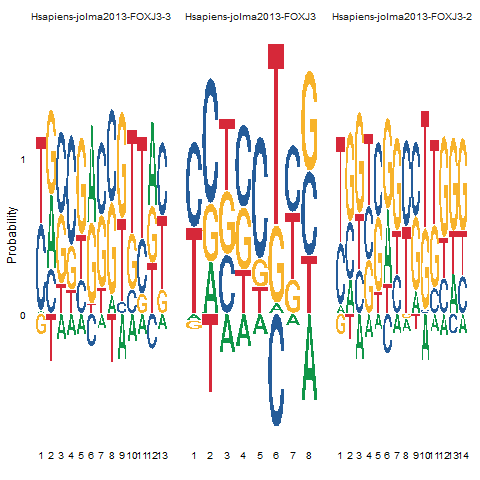 Hsapiens-jolma2013-FOXJ3-3 Hsapiens-jolma2013-FOXJ3 Hsapiens-jolma2013-FOXJ3-2
Probability
1
0
1 2 3 4 5 6 7 8 9 10 11 12 13 1 2 3 4 5 6 7 8 1 2 3 4 5 6 7 8 9 10 11 12 13 14